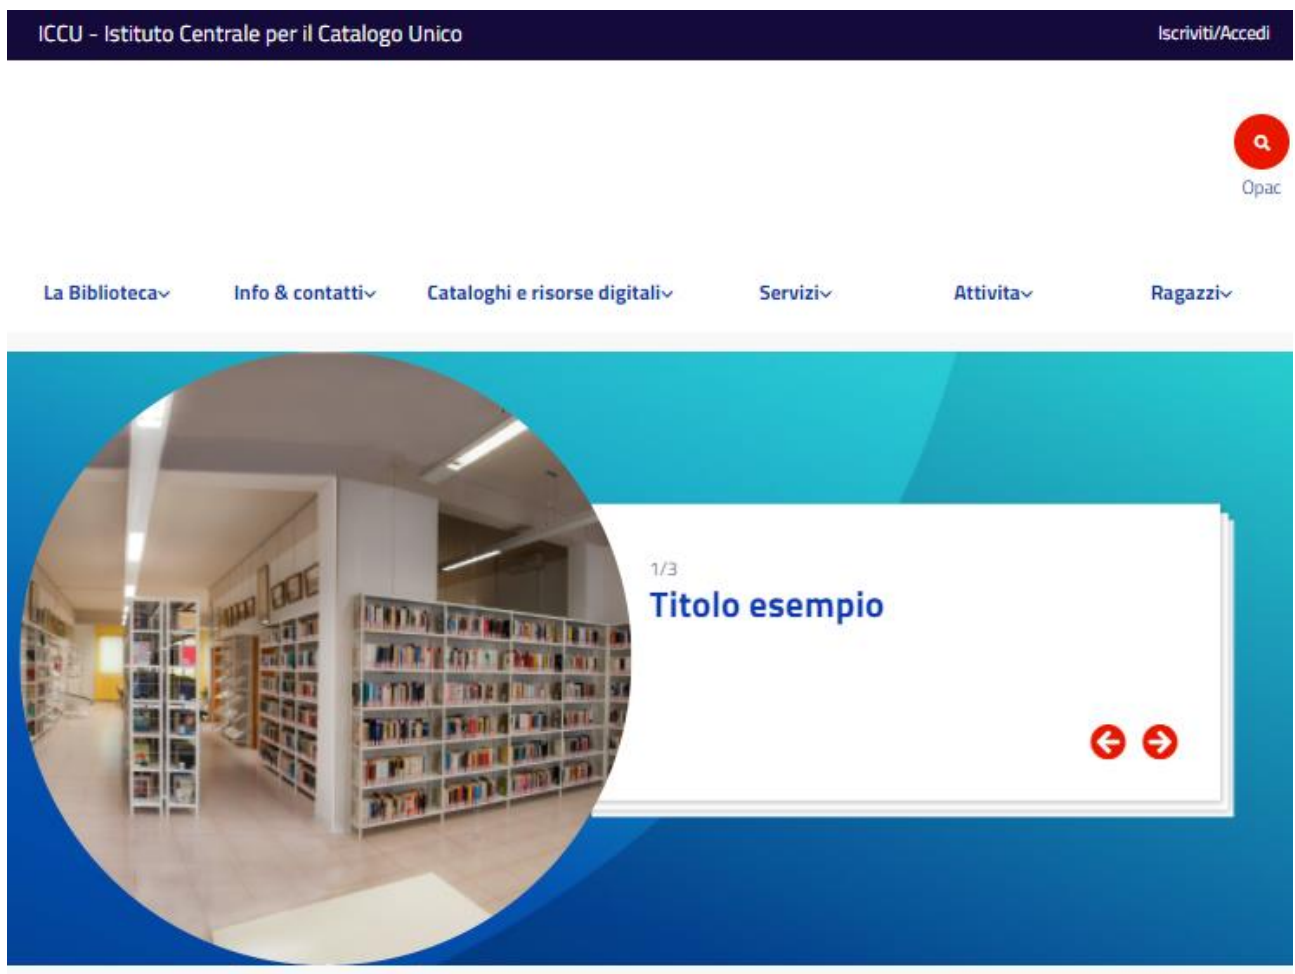 ICCU - Istituto Centrale per il Catalogo Unico
Iscriviti/Accedi
Opac
La Biblioteca
Info & contatti
Cataloghi e risorse digitali
Servizi
Attivita
Ragazzi
1/3
Titolo esempio